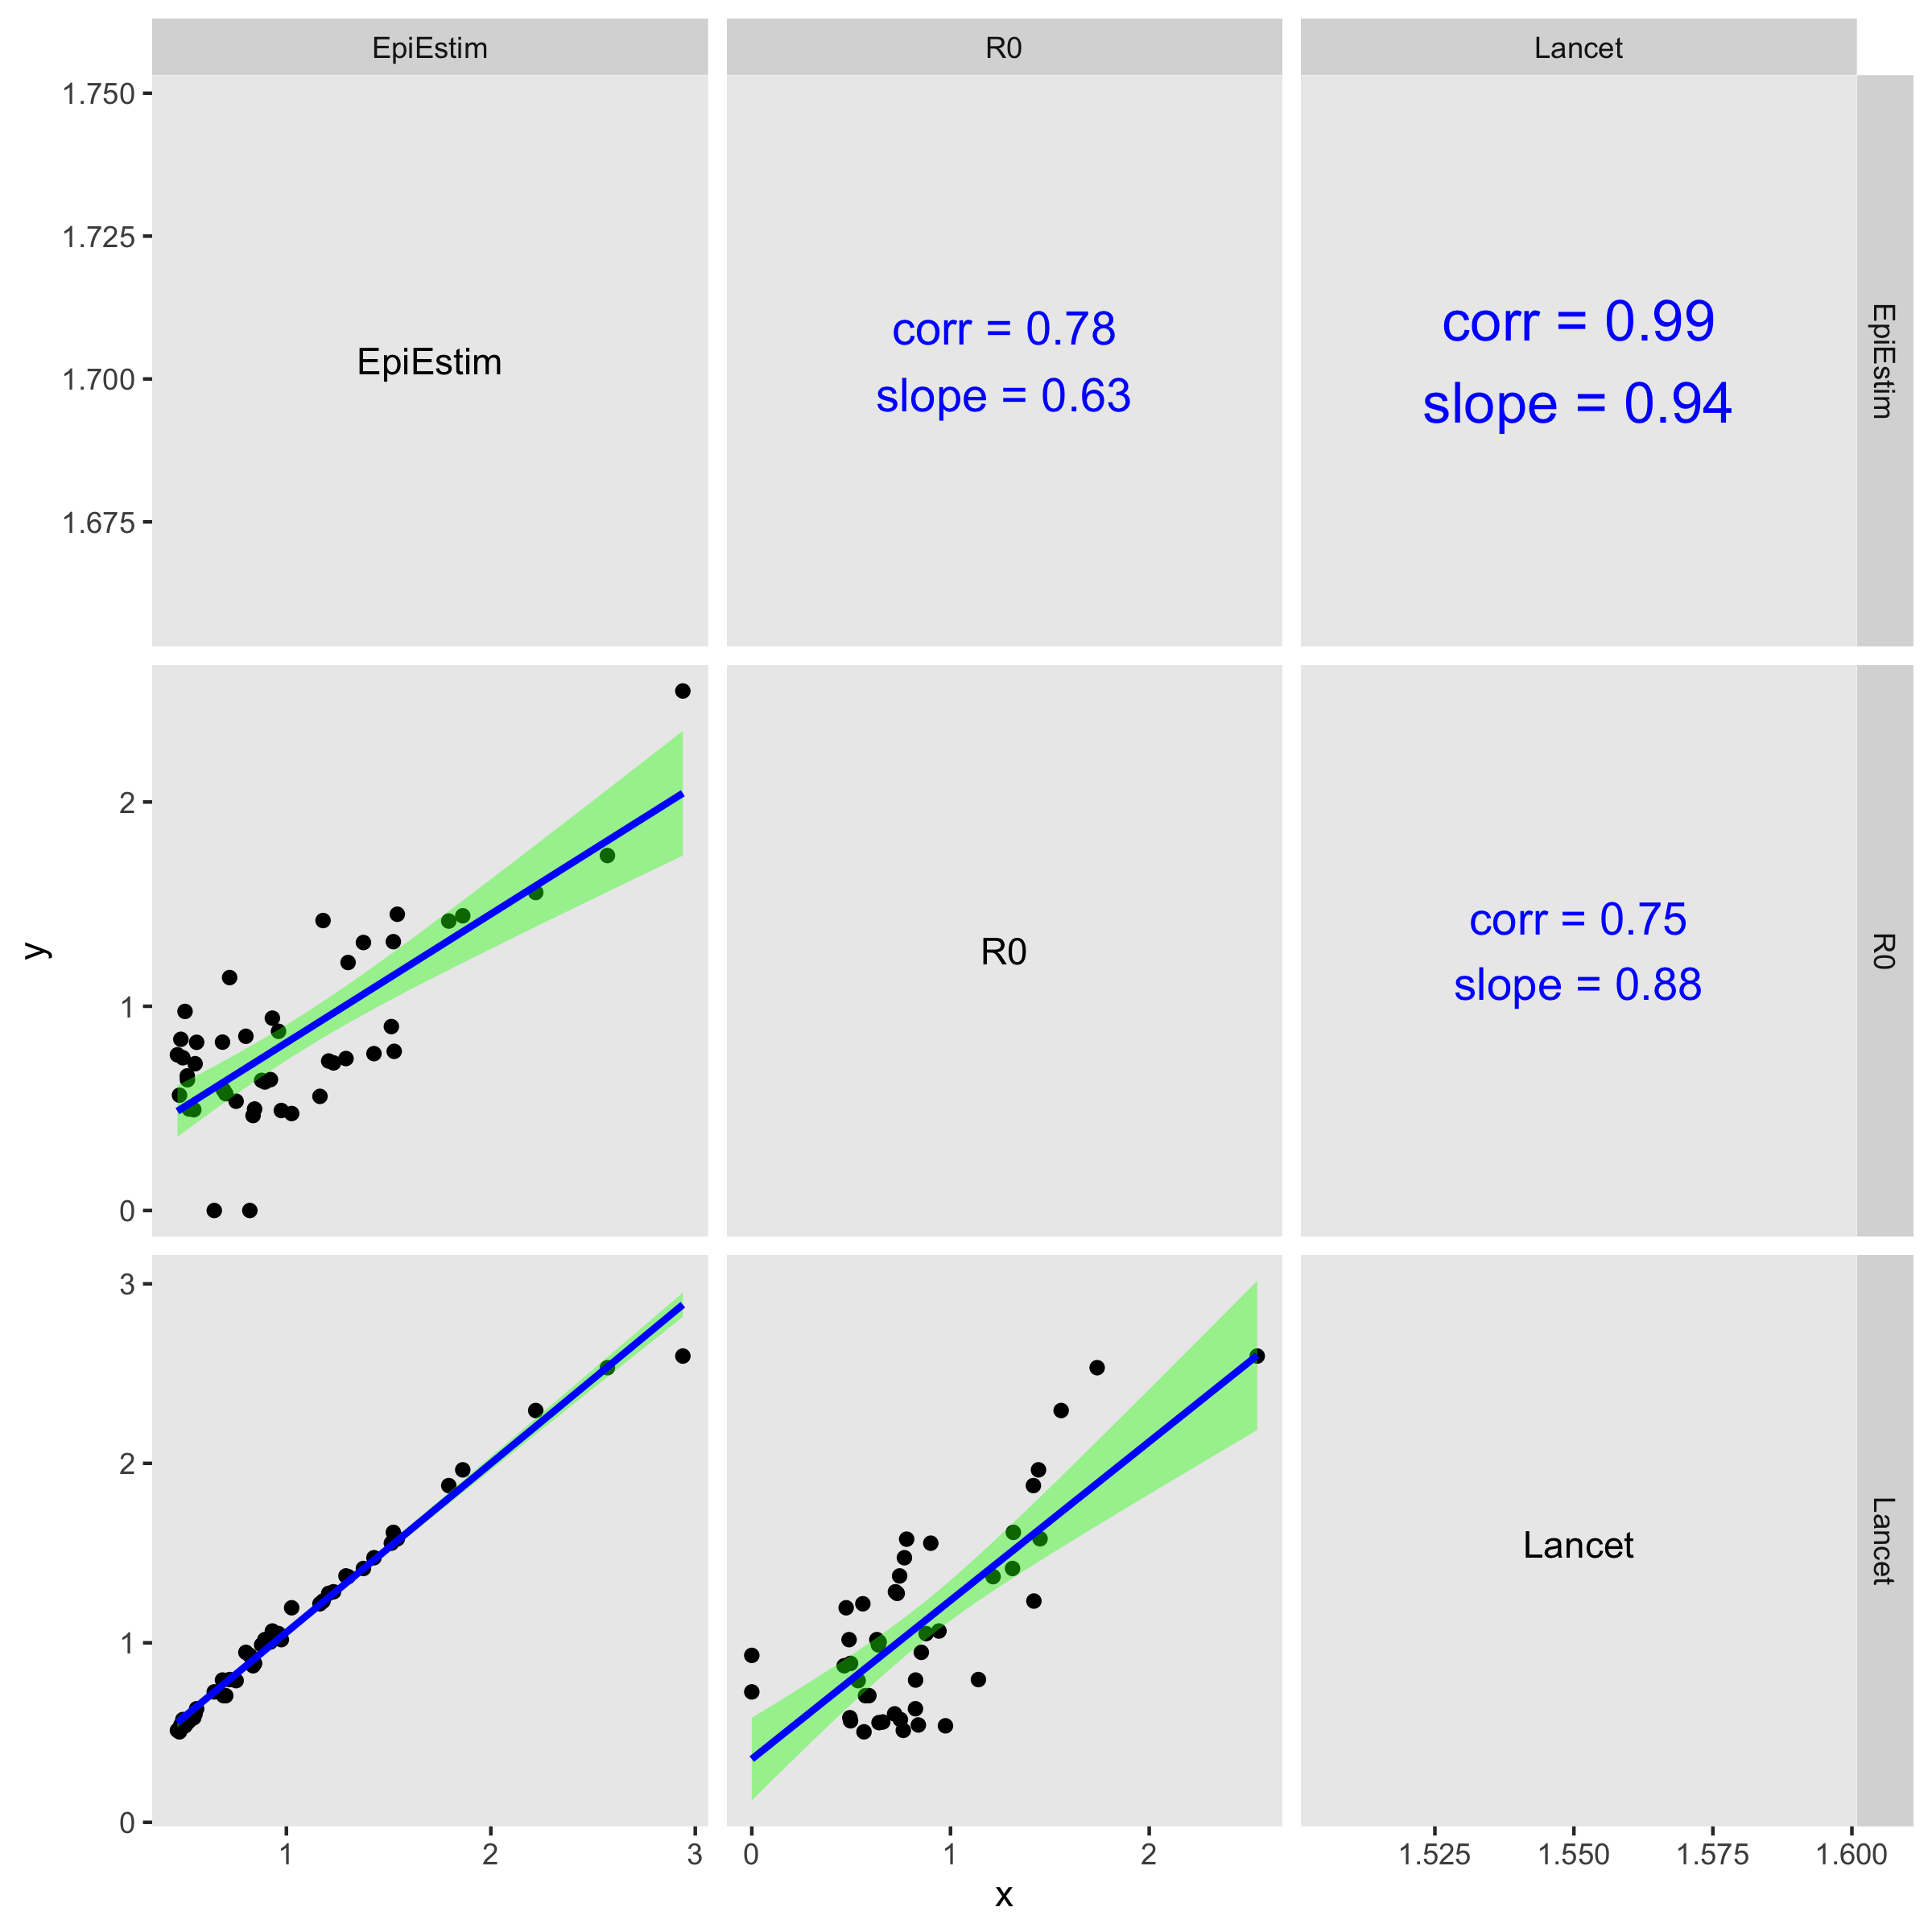 EpiEstim R0 Lancet
1.750
1.725
1.700
1.675
EpiEstim
corr = 0.78
slope = 0.63
corr = 0.99
slope = 0.94
EpiEstim
y
2
1
0
R0
corr = 0.75
slope = 0.88
R0
3
2
1
0
Lancet
Lancet
1 2 3 0 1 2 1.525 1.550 1.575 1.600
x